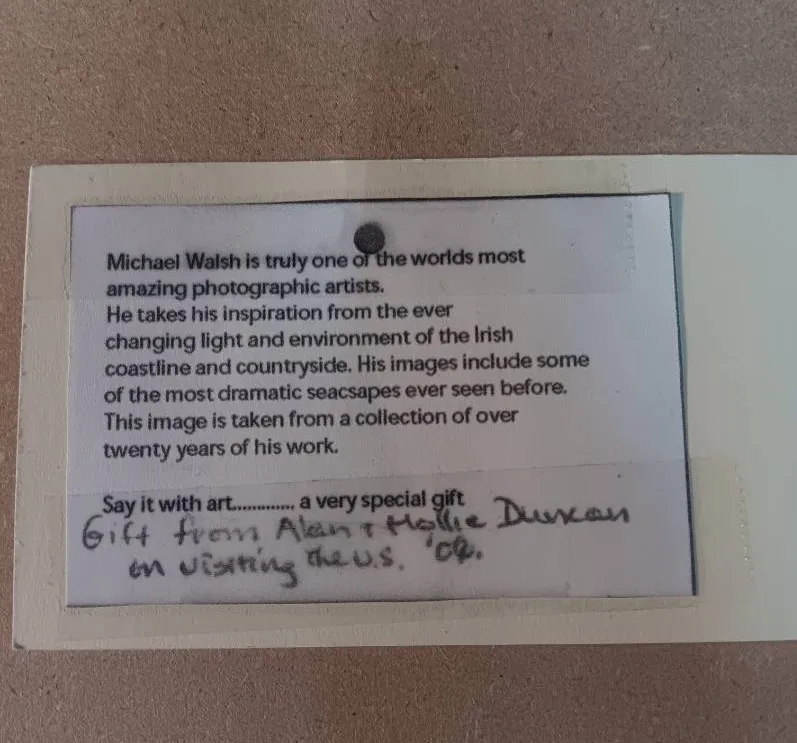 Michael Walsh is truly one of the worlds most
amazing photographic artists.
He takes his inspiration from the ever
changing light and environment of the Irish
coastline and countryside. His images include some
of the most dramatic seacsapes ever seen before.
This image is taken from a collection of over
twenty years of his work.
Say it with art............. a very special gift
Gift from Alan & Hollie Duncan
on visiting the U.S.